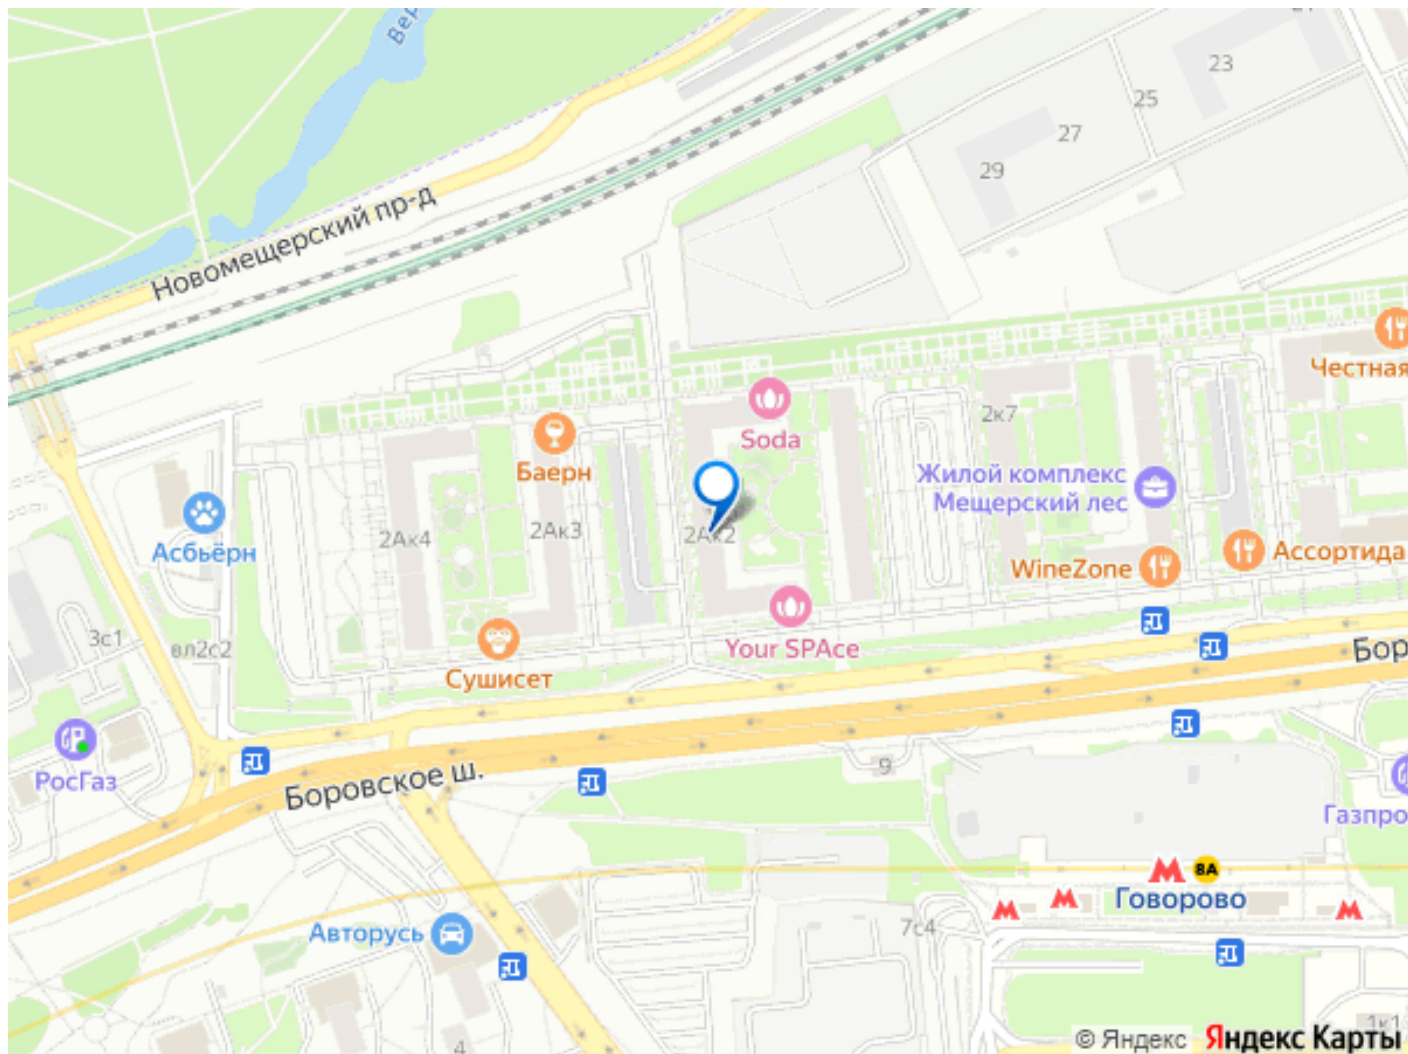 Вер
23
25
27
29
Новомещерский пр-д
Честная
Soda
2к7
Баерн
Жилой комплекс
Мещерский лес
2Ак4
2Ак3
2Ак2
Асбьёрн
WineZone
Ассортида
3с1
вл2с2
Your SPAce
Сушисет
Бор
РосГаз
Боровское ш.
9
Газпро
8А
Говорово
7с4
Авторусь
4
1к1
© Яндекс Яндекс Карты